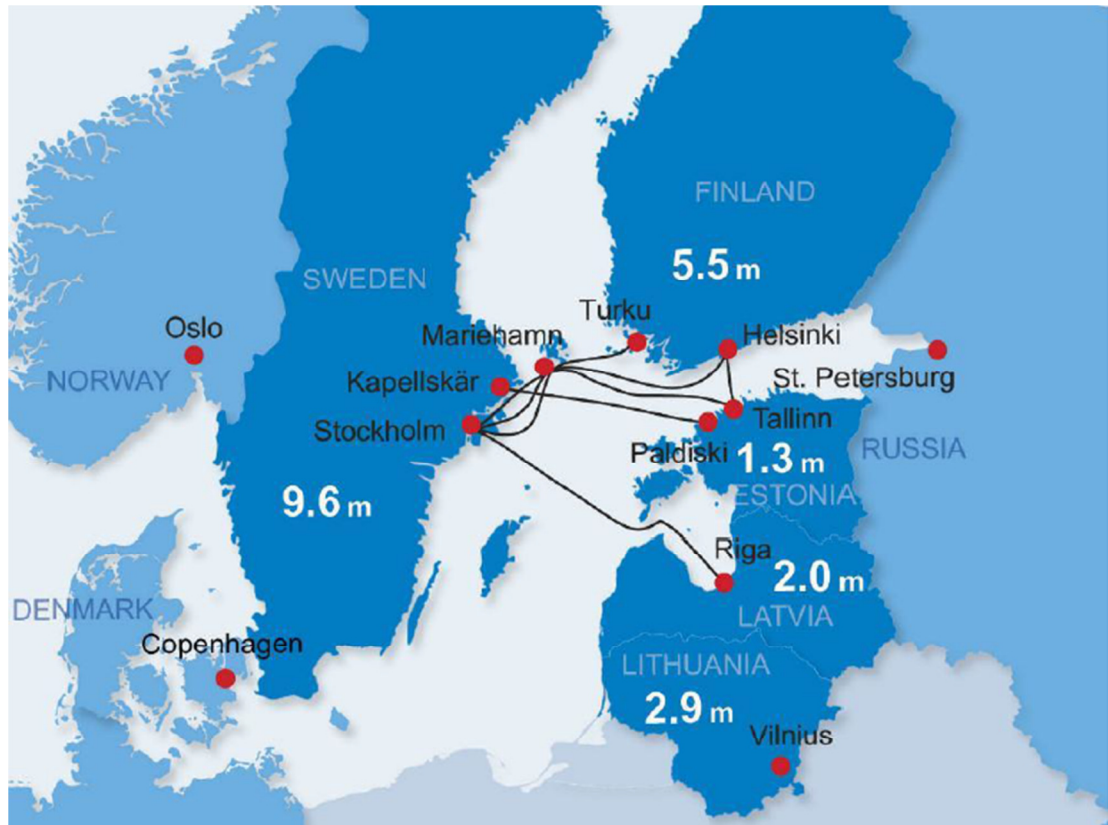 FINLAND
5.5 m
SWEDEN
Turku
Oslo
Mariehamn
Helsinki
NORWAY
Kapellskär
St. Petersburg
Stockholm
Tallinn
Paldiski
1.3 m
RUSSIA
9.6 m
ESTONIA
Riga
2.0 m
DENMARK
LATVIA
Copenhagen
LITHUANIA
2.9 m
Vilnius